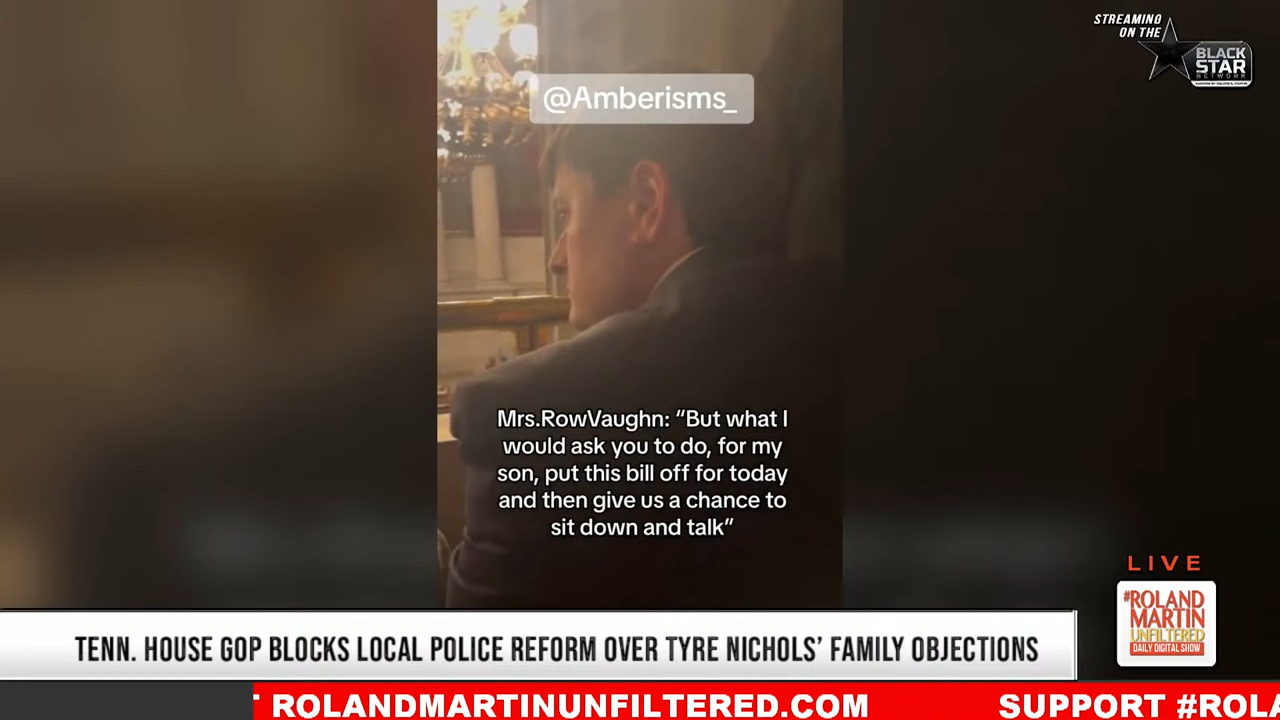 STREAMING
ON THE
BLACK
STAR
NETWORK
@Amberisms_
Mrs.RowVaughn: “But what I
would ask you to do, for my
son, put this bill off for today
and then give us a chance to
sit down and talk”
LIVE
#ROLAND
MARTIN
UNFILTERED
DAILY DIGITAL SHOW
TENN. HOUSE GOP BLOCKS LOCAL POLICE REFORM OVER TYRE NICHOLS’ FAMILY OBJECTIONS
ROLANDMARTINUNFILTERED.COM SUPPORT #ROLA